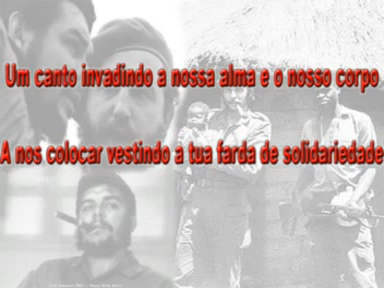 Um canto invadindo a nossa alma e o nosso corpo
A nos colocar vestindo a tua farda de solidariedade